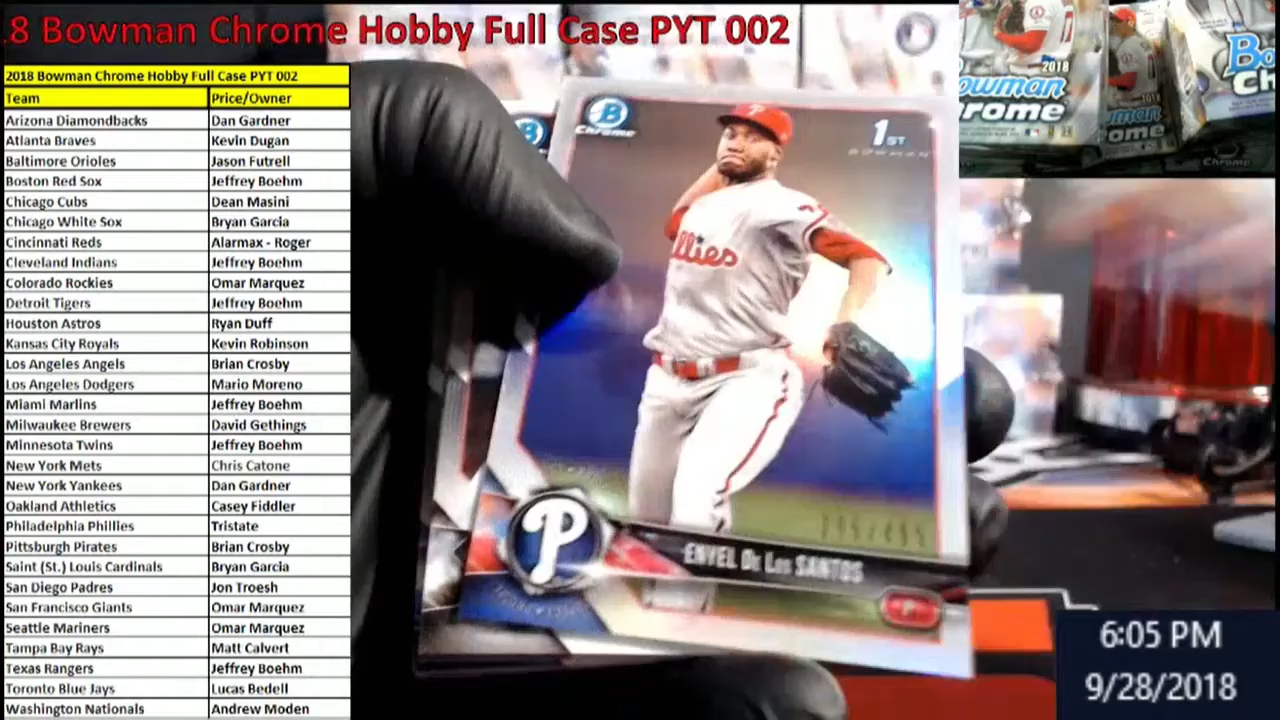 .8 Bowman Chrome Hobby Full Case PYT 002
2018 Bowman Chrome Hobby Full Case PYT 002
Team Price/Owner
Arizona Diamondbacks Dan Gardner
Atlanta Braves Kevin Dugan
Baltimore Orioles Jason Futrell
Boston Red Sox Jeffrey Boehm
Chicago Cubs Dean Masini
Chicago White Sox Bryan Garcia
Cincinnati Reds Alarmax - Roger
Cleveland Indians Jeffrey Boehm
Colorado Rockies Omar Marquez
Detroit Tigers Jeffrey Boehm
Houston Astros Ryan Duff
Kansas City Royals Kevin Robinson
Los Angeles Angels Brian Crosby
Los Angeles Dodgers Mario Moreno
Miami Marlins Jeffrey Boehm
Milwaukee Brewers David Gethings
Minnesota Twins Jeffrey Boehm
New York Mets Chris Catone
New York Yankees Dan Gardner
Oakland Athletics Casey Fiddler
Philadelphia Phillies Tristate
Pittsburgh Pirates Brian Crosby
Saint (St.) Louis Cardinals Bryan Garcia
San Diego Padres Jon Troesh
San Francisco Giants Omar Marquez
Seattle Mariners Omar Marquez
Tampa Bay Rays Matt Calvert
Texas Rangers Jeffrey Boehm
Toronto Blue Jays Lucas Bedell
Washington Nationals Andrew Moden
B
B
Chrome
1ST
BOWMAN
P
llies
P
ENYEL De Los SANTOS
P
2018
owman
rome
wman
ome
Bo
Ch
Chrome
6:05 PM
9/28/2018